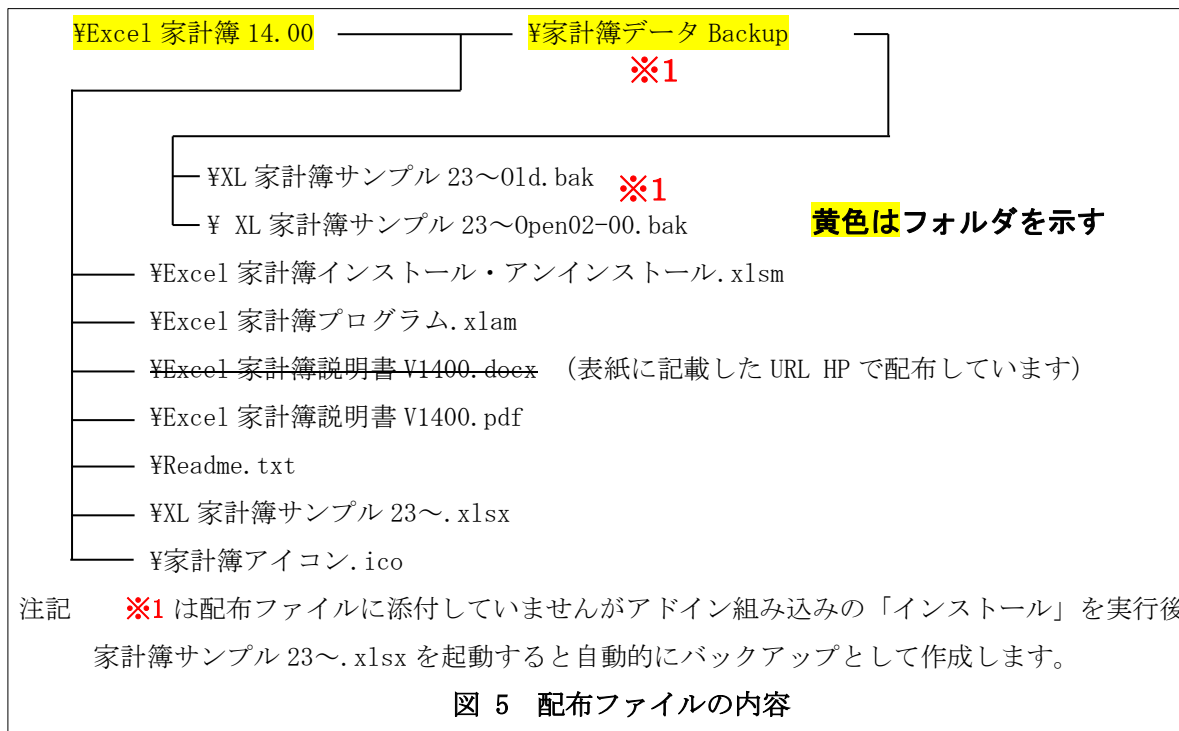 ¥Excel 家計簿 14.00 ¥家計簿データ Backup
※1
¥XL 家計簿サンプル 23～Old.bak ※1
¥ XL 家計簿サンプル 23～Open02-00.bak 黄色はフォルダを示す
¥Excel 家計簿インストール・アンインストール.xlsm
¥Excel 家計簿プログラム.xlam
¥Excel 家計簿説明書 V1400.docx （表紙に記載した URL HP で配布しています）
¥Excel 家計簿説明書 V1400.pdf
¥Readme.txt
¥XL 家計簿サンプル 23～.xlsx
¥家計簿アイコン.ico
注記 ※1 は配布ファイルに添付していませんがアドイン組み込みの「インストール」を実行後
家計簿サンプル 23～.xlsx を起動すると自動的にバックアップとして作成します。
図 5 配布ファイルの内容